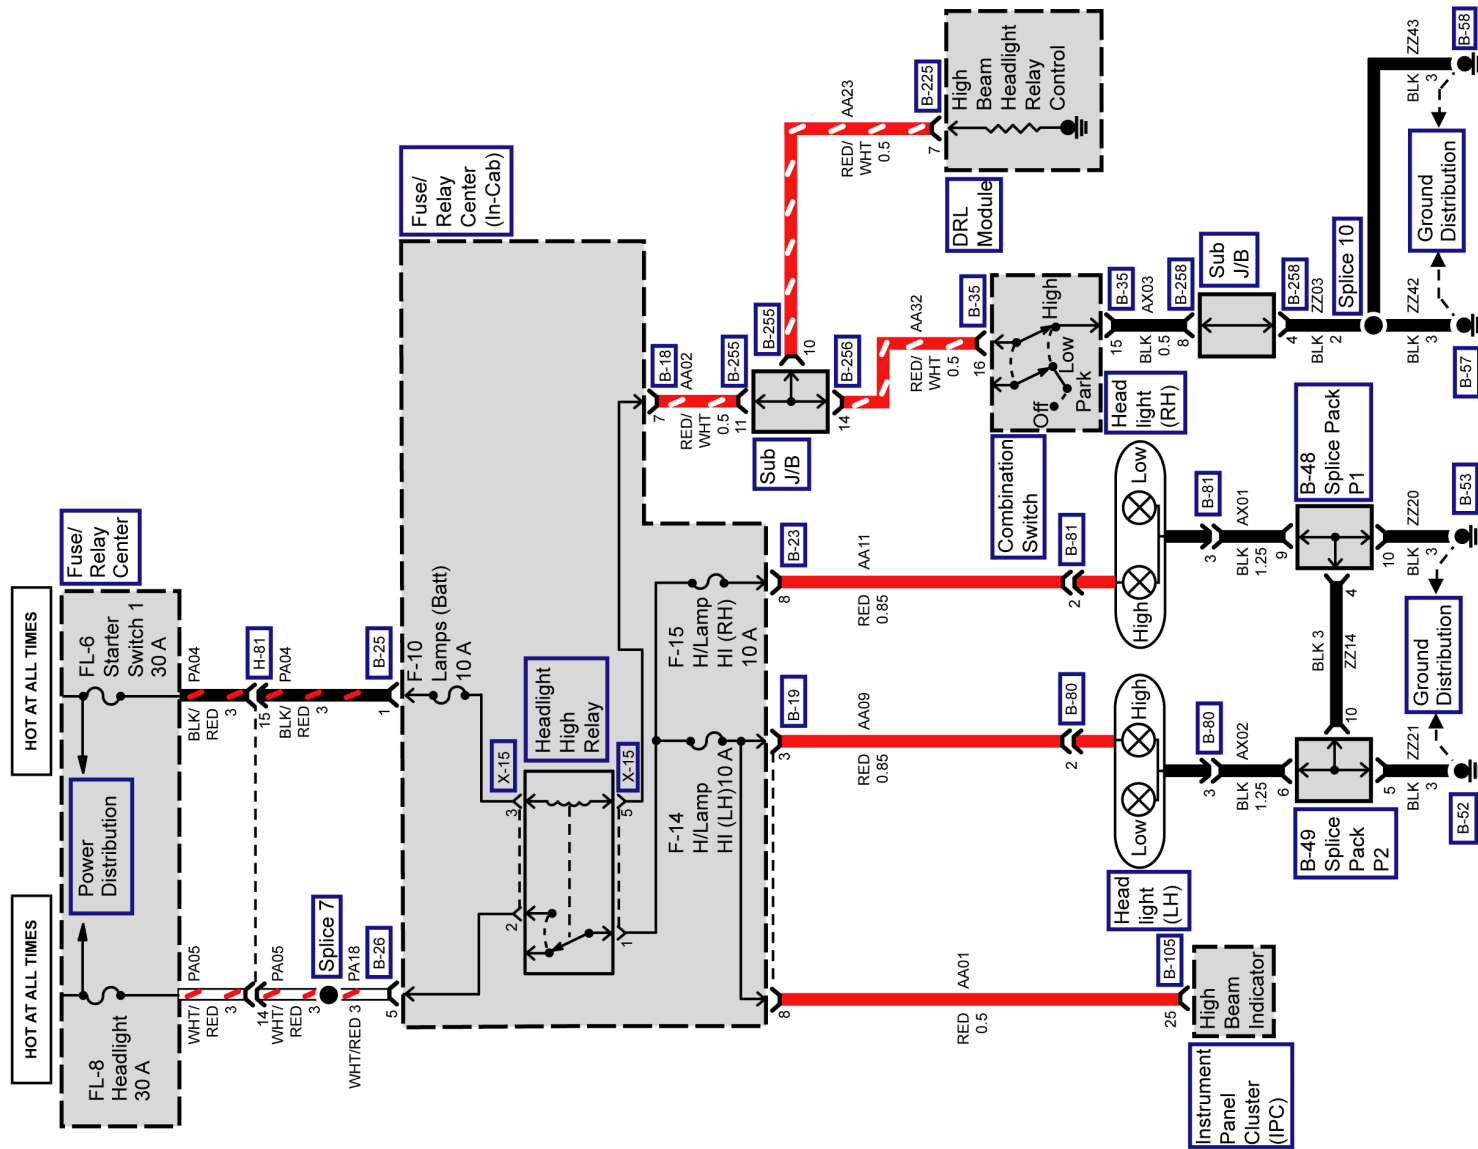 HOT AT ALL TIMES
HOT AT ALL TIMES
FL-8
Headlight
30 A
Power
Distribution
FL-6
Starter
Switch 1
30 A
Fuse/
Relay
Center
WHT/
RED
3
PA05
BLK/
RED
3
PA04
H-81
14
WHT/
RED
3
PA05
15
BLK/
RED
3
PA04
Splice 7
WHT/RED 3
PA18
B-26
5
B-25
1
Fuse/
Relay
Center
(In-Cab)
F-10
Lamps (Batt)
10 A
X-15
2
3
Headlight
High
Relay
X-15
1
5
F-14
H/Lamp
HI (LH)10 A
F-15
H/Lamp
HI (RH)
10 A
B-18
7
RED/
WHT
0.5
AA02
B-255
11
Sub
J/B
B-255
10
B-256
14
RED/
WHT
0.5
AA23
B-225
7
High
Beam
Headlight
Relay
Control
DRL
Module
RED/
WHT
0.5
AA32
B-35
16
Off
Park
Low
High
Combination
Switch
B-35
15
BLK
0.5
AX03
B-258
8
Sub
J/B
B-258
4
BLK
2
ZZ03
Splice 10
BLK
3
ZZ42
BLK
3
ZZ43
Ground
Distribution
B-57
B-58
8
RED
0.5
AA01
B-105
25
High
Beam
Indicator
Instrument
Panel
Cluster
(IPC)
B-19
3
RED
0.85
AA09
B-80
2
Low
High
Head
light
(LH)
B-80
3
BLK
1.25
AX02
6
B-49
Splice
Pack
P2
10
5
BLK
3
ZZ21
B-52
B-23
8
RED
0.85
AA11
B-81
2
High
Low
Head
light
(RH)
B-81
3
BLK
1.25
AX01
9
B-48
Splice Pack
P1
4
10
BLK 3
ZZ14
BLK
3
ZZ20
B-53
Ground
Distribution